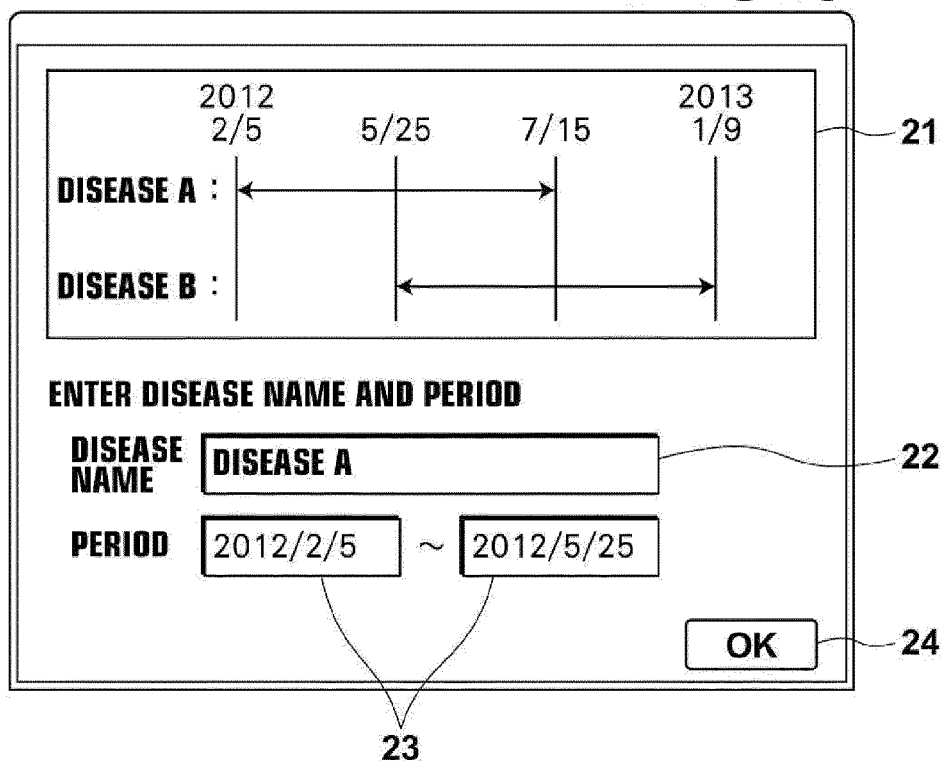 2012 2013
2/5 5/25 7/15 1/9
21
DISEASE A :
DISEASE B :
ENTER DISEASE NAME AND PERIOD
DISEASE NAME
DISEASE A
22
PERIOD 2012/2/5 ~ 2012/5/25
OK
24
23